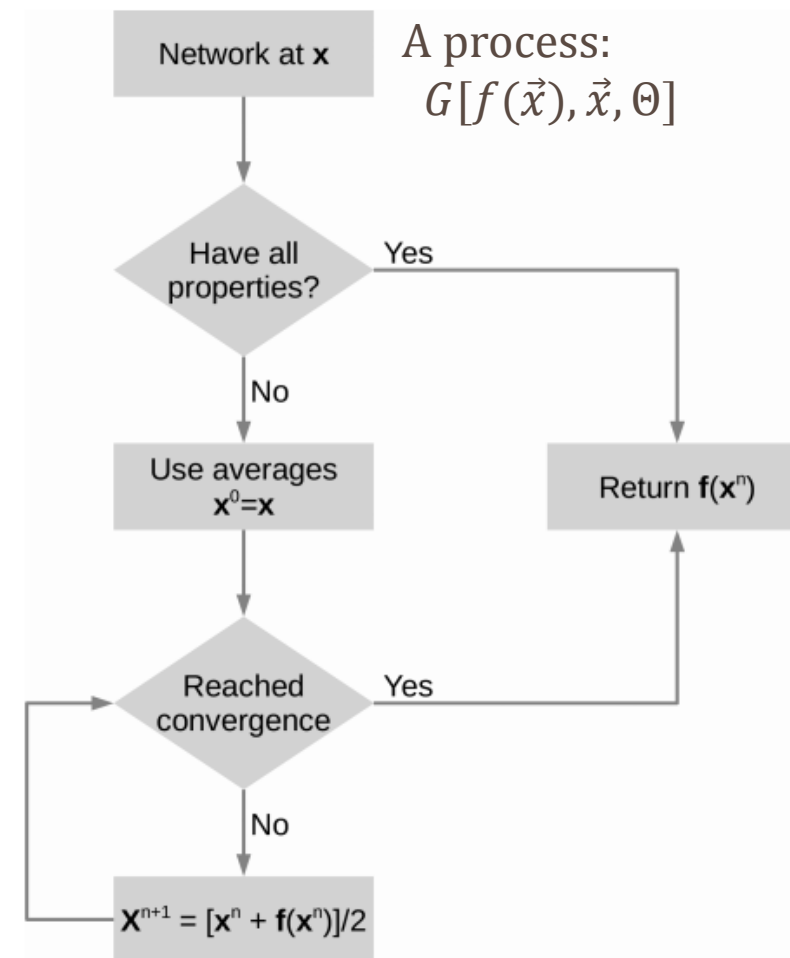 Network at x
A process:
G[f(x⃗), x⃗, Θ]
Have all
properties?
Yes
No
Use averages
x⁰=x
Return f(xⁿ)
Reached
convergence
Yes
No
Xⁿ⁺¹ = [xⁿ + f(xⁿ)]/2